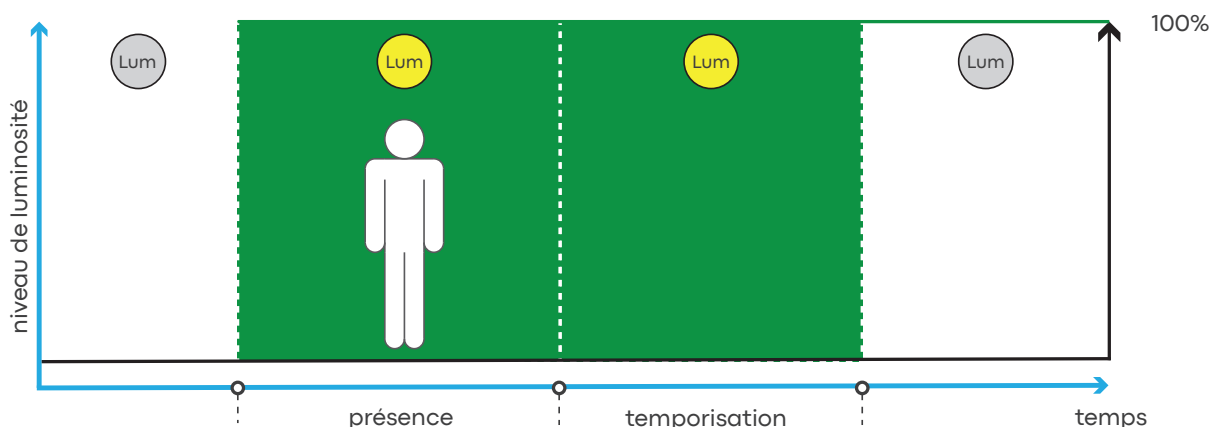 100%
Lum
Lum
Lum
Lum
niveau de luminosité
présence
temporisation
temps